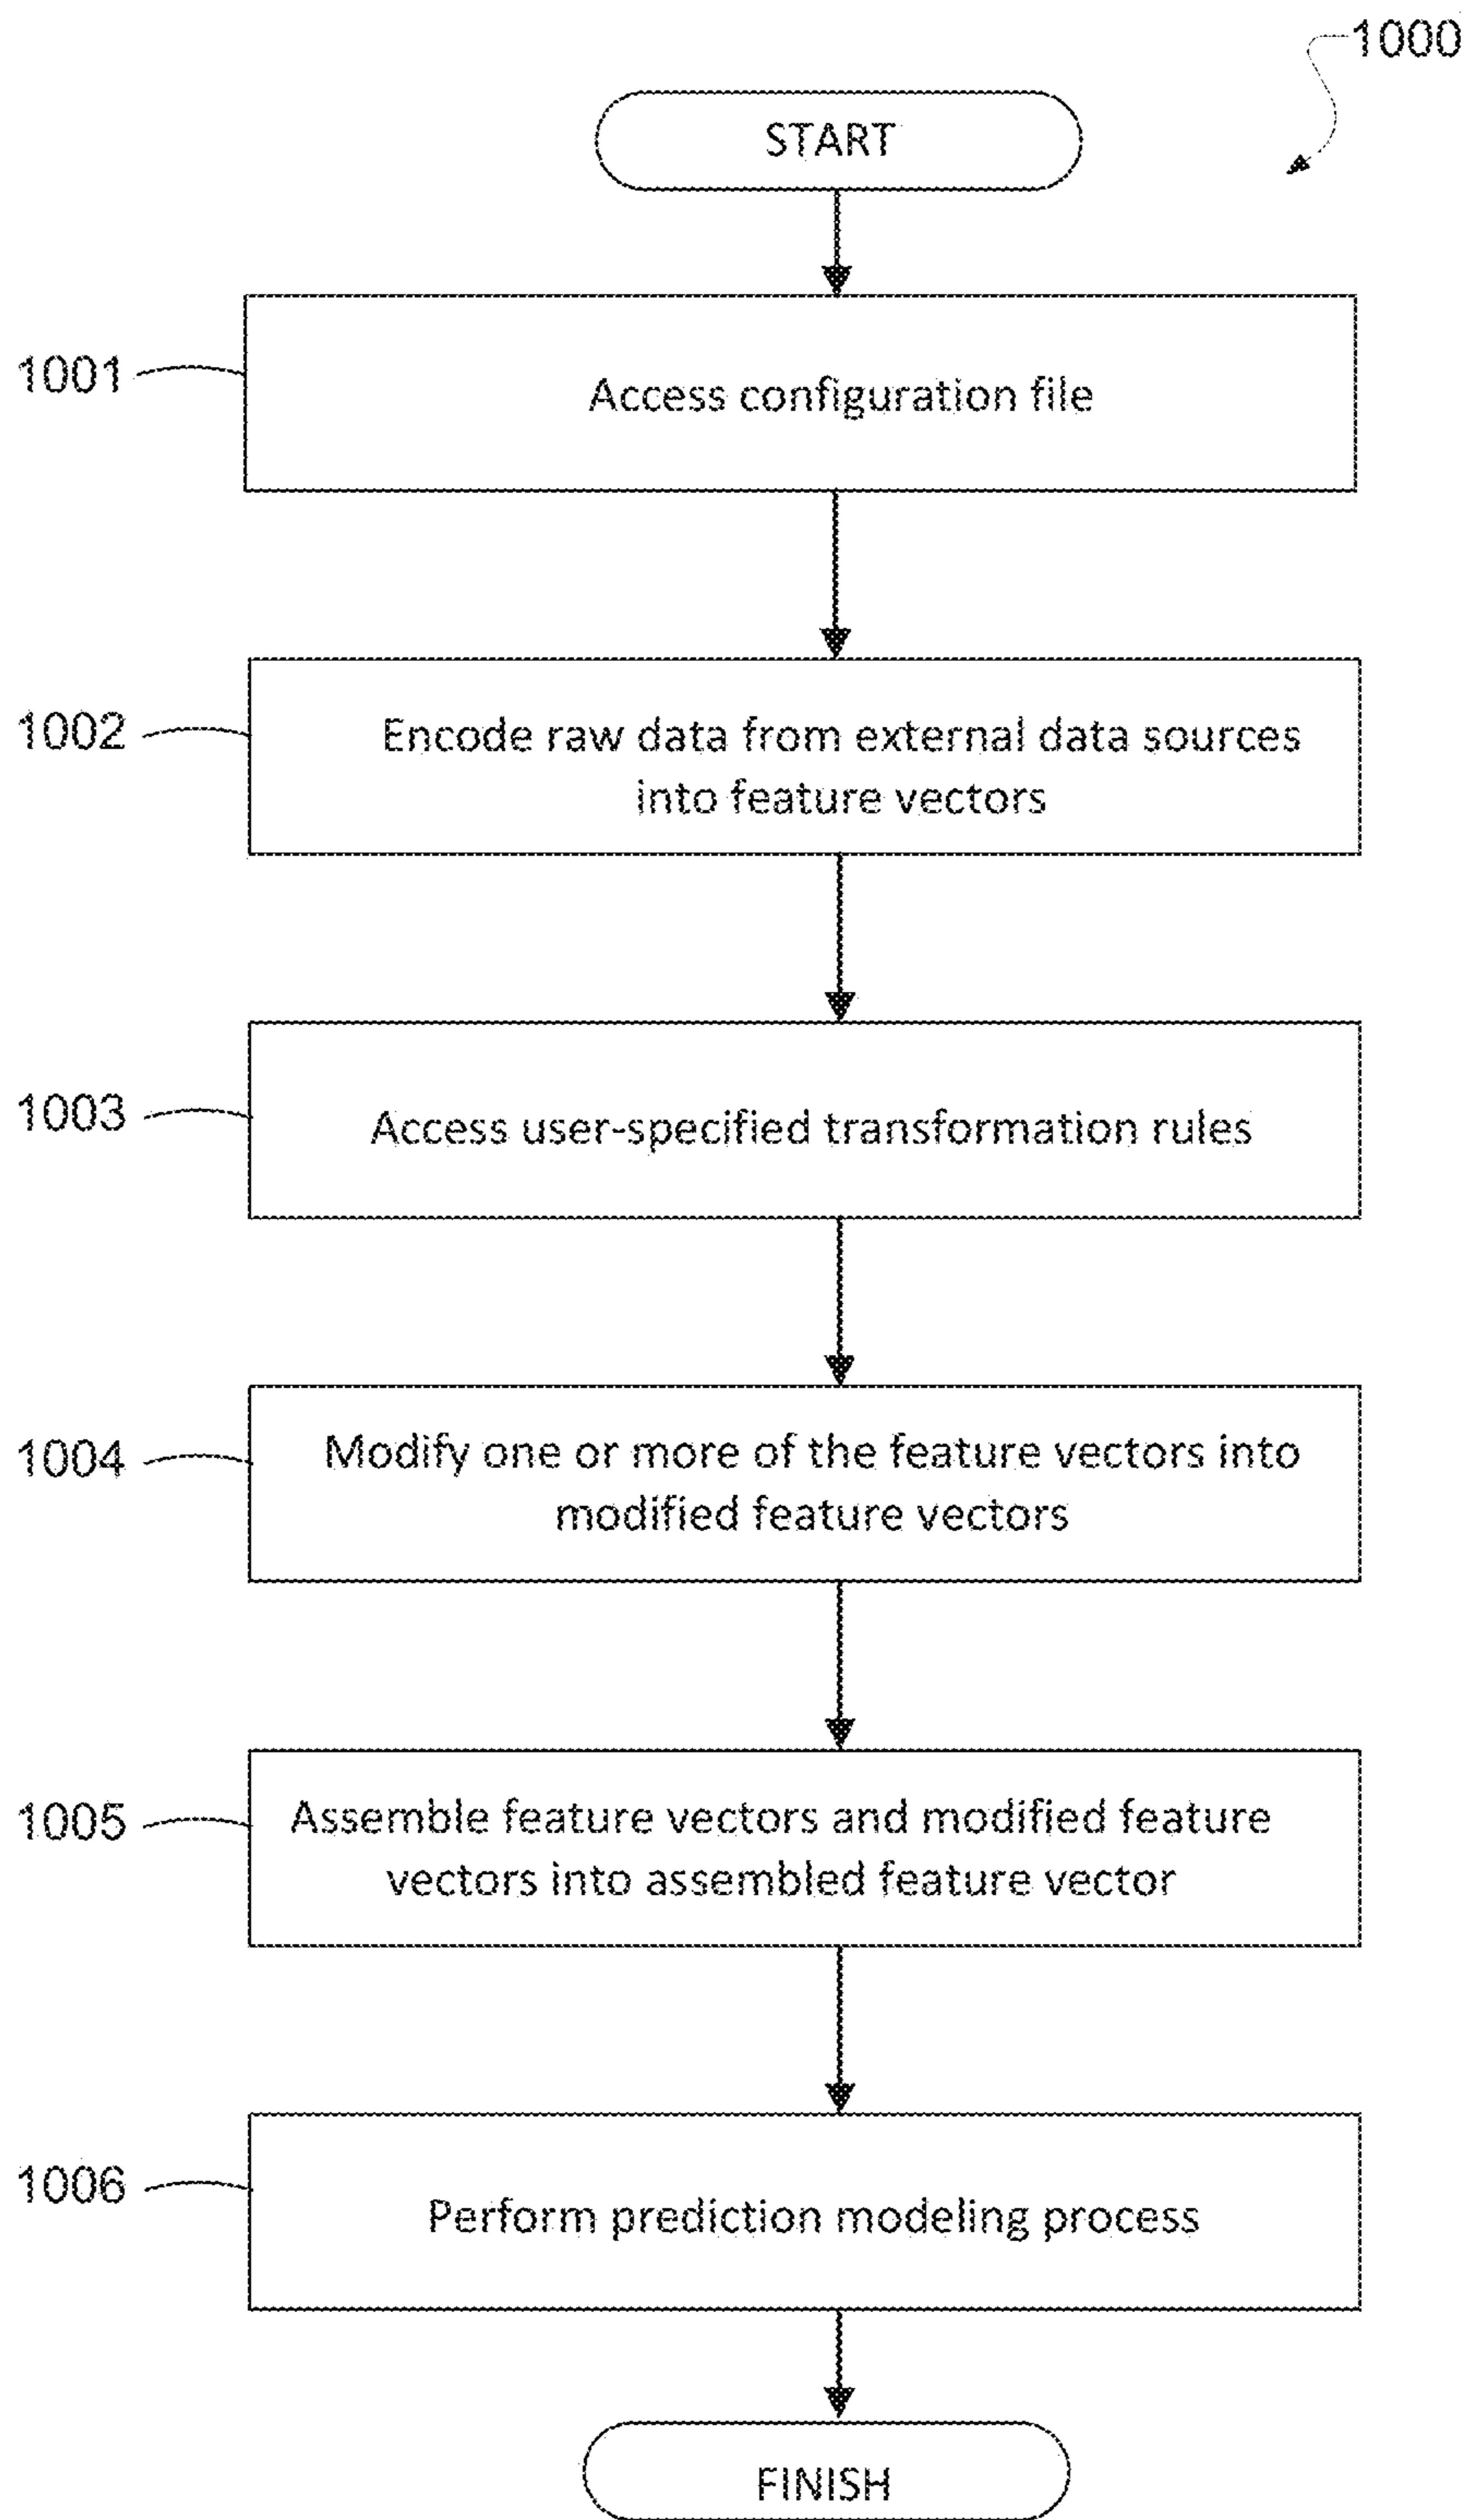 1000
START
1001
Access configuration file
1002
Encode raw data from external data sources
into feature vectors
1003
Access user-specified transformation rules
1004
Modify one or more of the feature vectors into
modified feature vectors
1005
Assemble feature vectors and modified feature
vectors into assembled feature vector
1006
Perform prediction modeling process
FINISH